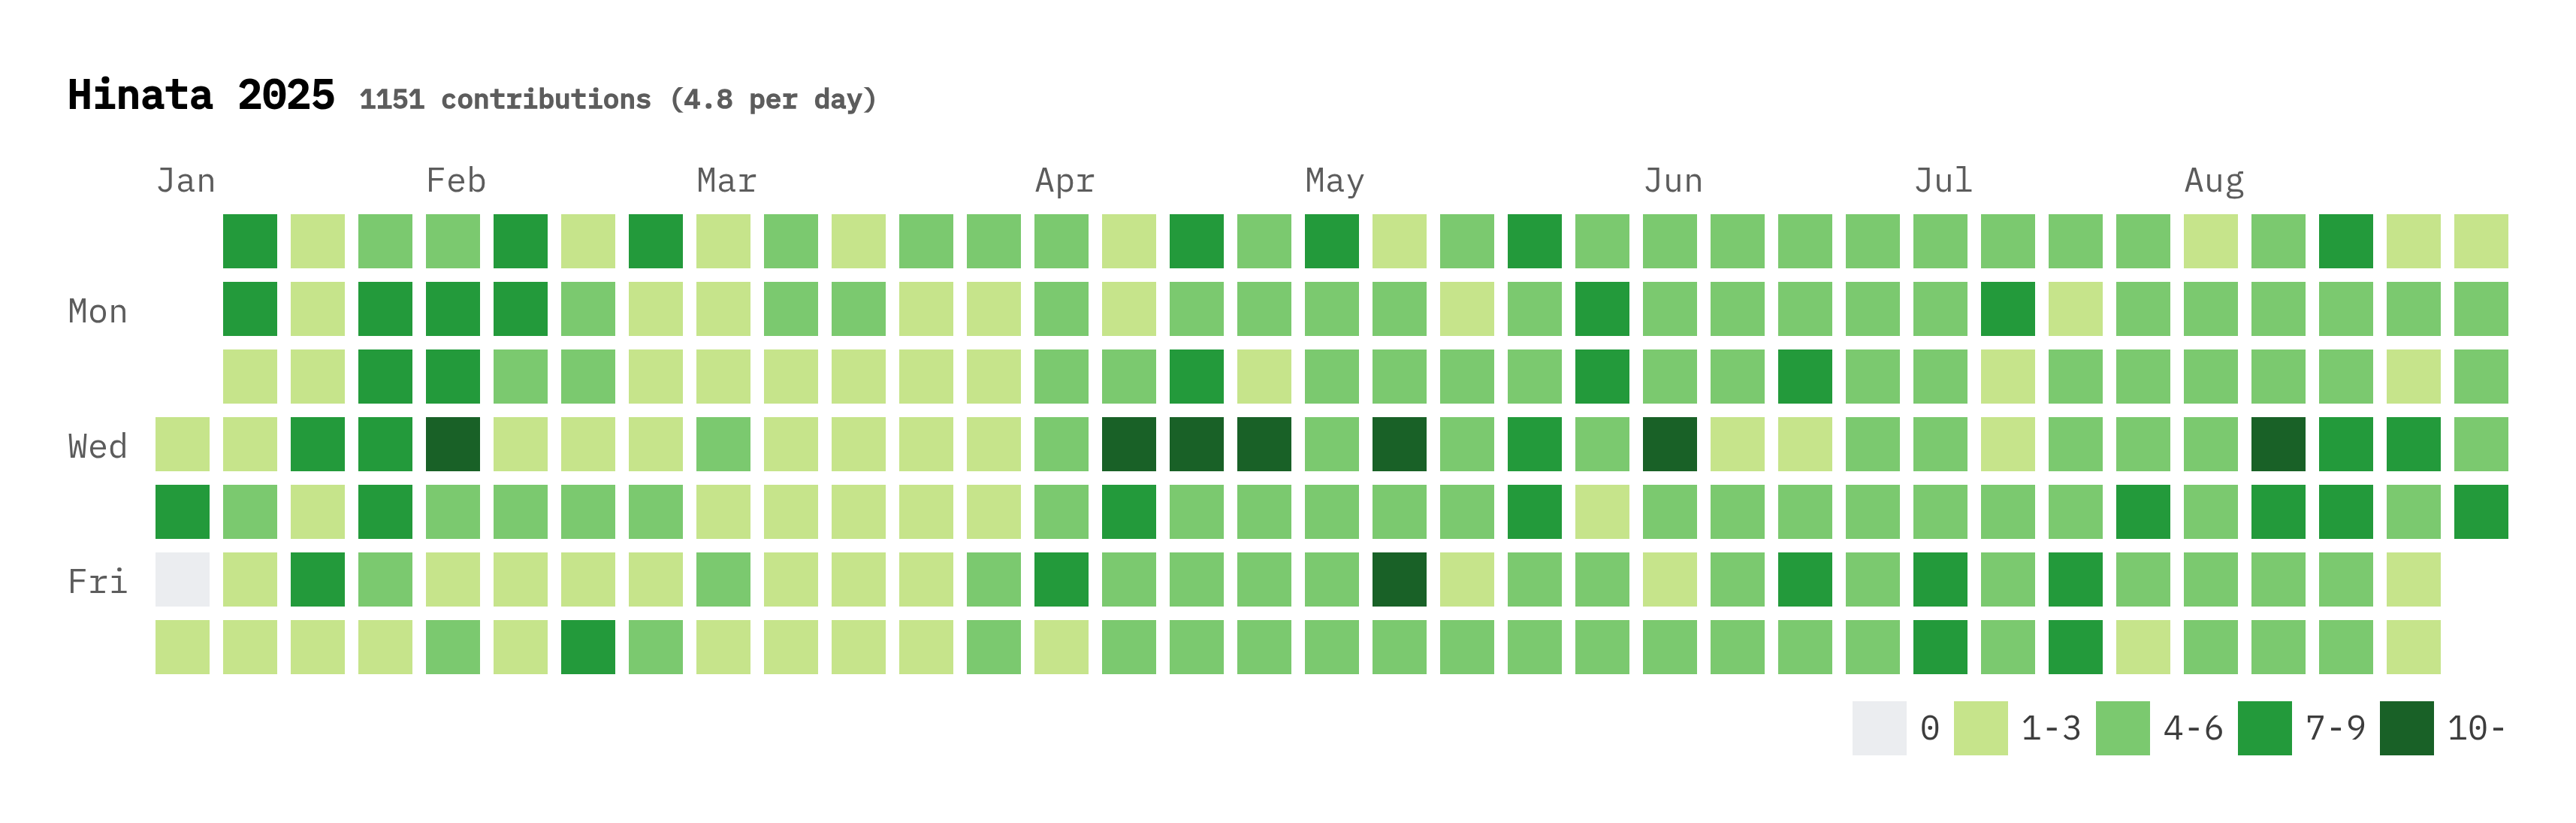 Hinata 2025 1151 contributions (4.8 per day)
Jan Feb Mar Apr May Jun Jul Aug
Mon
Wed
Fri
0 1-3 4-6 7-9 10-